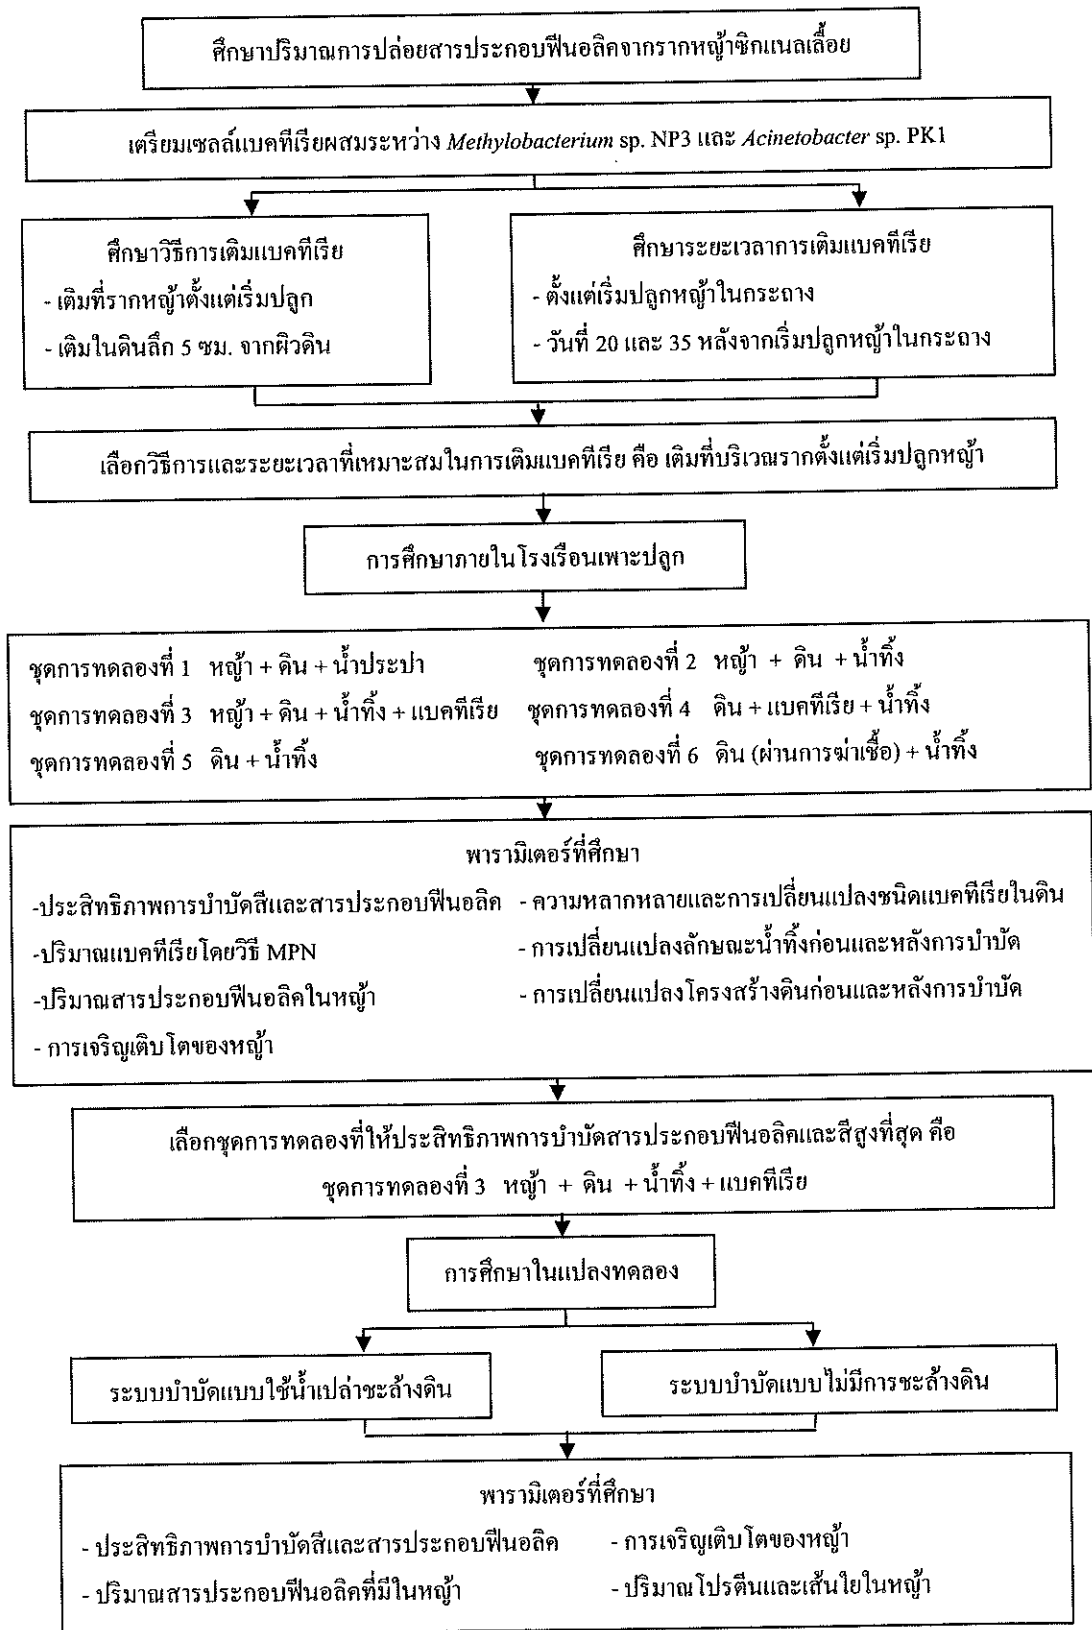 ศึกษาปริมาณการปล่อยสารประกอบฟีนอลิคจากรากหญ้าซิกแนลเลื้อย
เตรียมเซลล์แบคทีเรียผสมระหว่าง Methylobacterium sp. NP3 และ Acinetobacter sp. PK1
ศึกษาวิธีการเติมแบคทีเรีย
- เติมที่รากหญ้าตั้งแต่เริ่มปลูก
- เติมในดินลึก 5 ซม. จากผิวดิน
ศึกษาระยะเวลาการเติมแบคทีเรีย
- ตั้งแต่เริ่มปลูกหญ้าในกระถาง
- วันที่ 20 และ 35 หลังจากเริ่มปลูกหญ้าในกระถาง
เลือกวิธีการและระยะเวลาที่เหมาะสมในการเติมแบคทีเรีย คือ เติมที่บริเวณรากตั้งแต่เริ่มปลูกหญ้า
การศึกษาภายในโรงเรือนเพาะปลูก
ชุดการทดลองที่ 1 หญ้า + ดิน + น้ำประปา ชุดการทดลองที่ 2 หญ้า + ดิน + น้ำทิ้ง
ชุดการทดลองที่ 3 หญ้า + ดิน + น้ำทิ้ง + แบคทีเรีย ชุดการทดลองที่ 4 ดิน + แบคทีเรีย + น้ำทิ้ง
ชุดการทดลองที่ 5 ดิน + น้ำทิ้ง ชุดการทดลองที่ 6 ดิน (ผ่านการฆ่าเชื้อ) + น้ำทิ้ง
พารามิเตอร์ที่ศึกษา
-ประสิทธิภาพการบำบัดสีและสารประกอบฟีนอลิค - ความหลากหลายและการเปลี่ยนแปลงชนิดแบคทีเรียในดิน
-ปริมาณแบคทีเรียโดยวิธี MPN - การเปลี่ยนแปลงลักษณะน้ำทิ้งก่อนและหลังการบำบัด
-ปริมาณสารประกอบฟีนอลิคในหญ้า - การเปลี่ยนแปลงโครงสร้างดินก่อนและหลังการบำบัด
- การเจริญเติบโตของหญ้า
เลือกชุดการทดลองที่ให้ประสิทธิภาพการบำบัดสารประกอบฟีนอลิคและสีสูงที่สุด คือ
ชุดการทดลองที่ 3 หญ้า + ดิน + น้ำทิ้ง + แบคทีเรีย
การศึกษาในแปลงทดลอง
ระบบบำบัดแบบใช้น้ำเปล่าชะล้างดิน
ระบบบำบัดแบบไม่มีการชะล้างดิน
พารามิเตอร์ที่ศึกษา
- ประสิทธิภาพการบำบัดสีและสารประกอบฟีนอลิค - การเจริญเติบโตของหญ้า
- ปริมาณสารประกอบฟีนอลิคที่มีในหญ้า - ปริมาณโปรตีนและเส้นใยในหญ้า